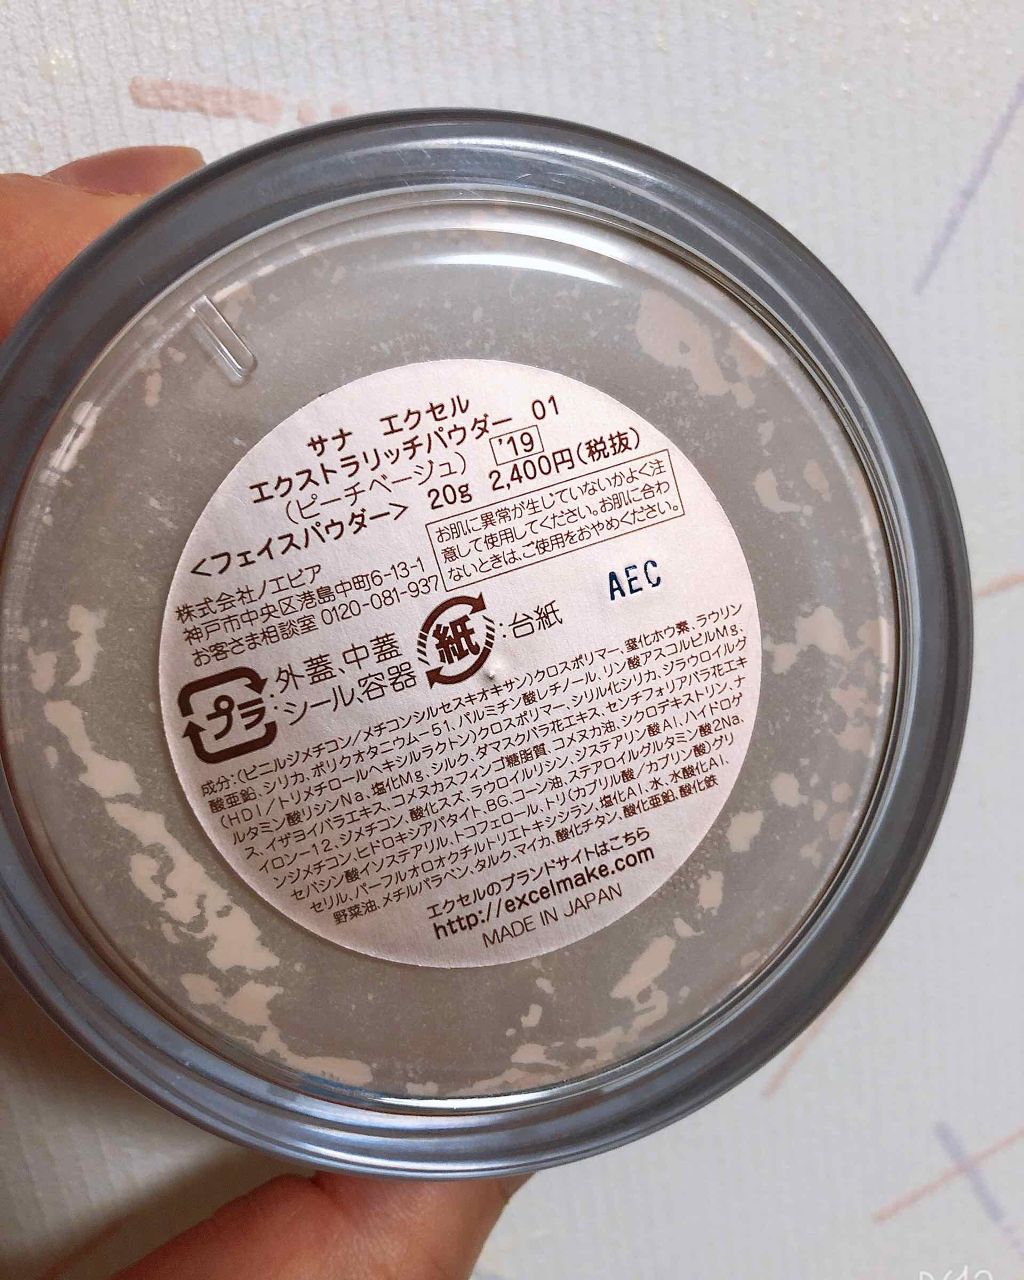 サナ エクセル
エクストラリッチパウダー 01
（ピーチベージュ） '19
<フェイスパウダー> 20g 2,400円(税抜)
お肌に異常が生じていないかよく注
意して使用してください。お肌に合わ
ないときは、ご使用をおやめください。
株式会社ノエビア
神戸市中央区港島中町6-13-1
お客さま相談室 0120-081-937
AEC
プラ :外蓋 中蓋
シール、容器
紙 :台紙
成分:(ビニルジメチコン/メチコンシルセスキオキサン)クロスポリマー、窒化ホウ素、ラウリン
酸亜鉛、シリカ、ポリクオタニウム-51、パルミチン酸レチノール、リン酸アスコルビルMg、
(HDI/トリメチロールヘキシルラクトン)クロスポリマー、シリル化シリカ、ジラウロイルグ
ルタミン酸リシンNa、塩化Mg、シルク、ダマスクバラ花エキス、センチフォリアバラ花エキ
ス、イザヨイバラエキス、コメヌカスフィンゴ糖脂質、コメヌカ油、シクロデキストリン、ナ
イロン-12、ジメチコン、酸化スズ、ラウロイルリシン、ジステアリン酸Al、ハイドロゲ
ンジメチコン、ヒドロキシアパタイト、BG、コーン油、ステアロイルグルタミン酸2Na、
セバシン酸イソステアリル、トコフェロール、トリ(カプリル酸/カプリン酸)グリ
セリル、パーフルオロオクチルトリエトキシシラン、塩化Al、水、水酸化Al、
野菜油、メチルパラベン、タルク、マイカ、酸化チタン、酸化亜鉛、酸化鉄
エクセルのブランドサイトはこちら
http://excelmake.com
MADE IN JAPAN